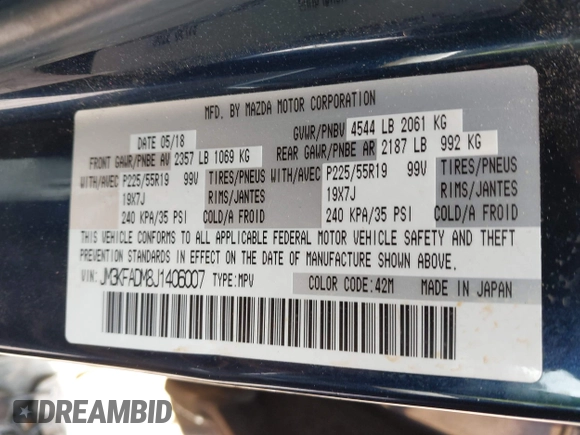 MFD. BY MAZDA MOTOR CORPORATION
DATE 05/18 GVWR/PNBV 4544 LB 2061 KG
FRONT GAWR/PNBE AV 2357 LB 1069 KG REAR GAWR/PNBE AR 2187 LB 992 KG
WITH/AVEC P225/55R19 99V TIRES/PNEUS WITH/AVEC P225/55R19 99V TIRES/PNEUS
19X7J RIMS/JANTES 19X7J RIMS/JANTES
240 KPA/35 PSI COLD/A FROID 240 KPA/35 PSI COLD/A FROID
THIS VEHICLE CONFORMS TO ALL APPLICABLE FEDERAL MOTOR VEHICLE SAFETY AND THEFT
PREVENTION STANDARDS IN EFFECT ON THE DATE OF MANUFACTURE SHOWN ABOVE.
VIN: JM3KFADM8J1406007 TYPE:MPV COLOR CODE:42M MADE IN JAPAN
DREAMBID